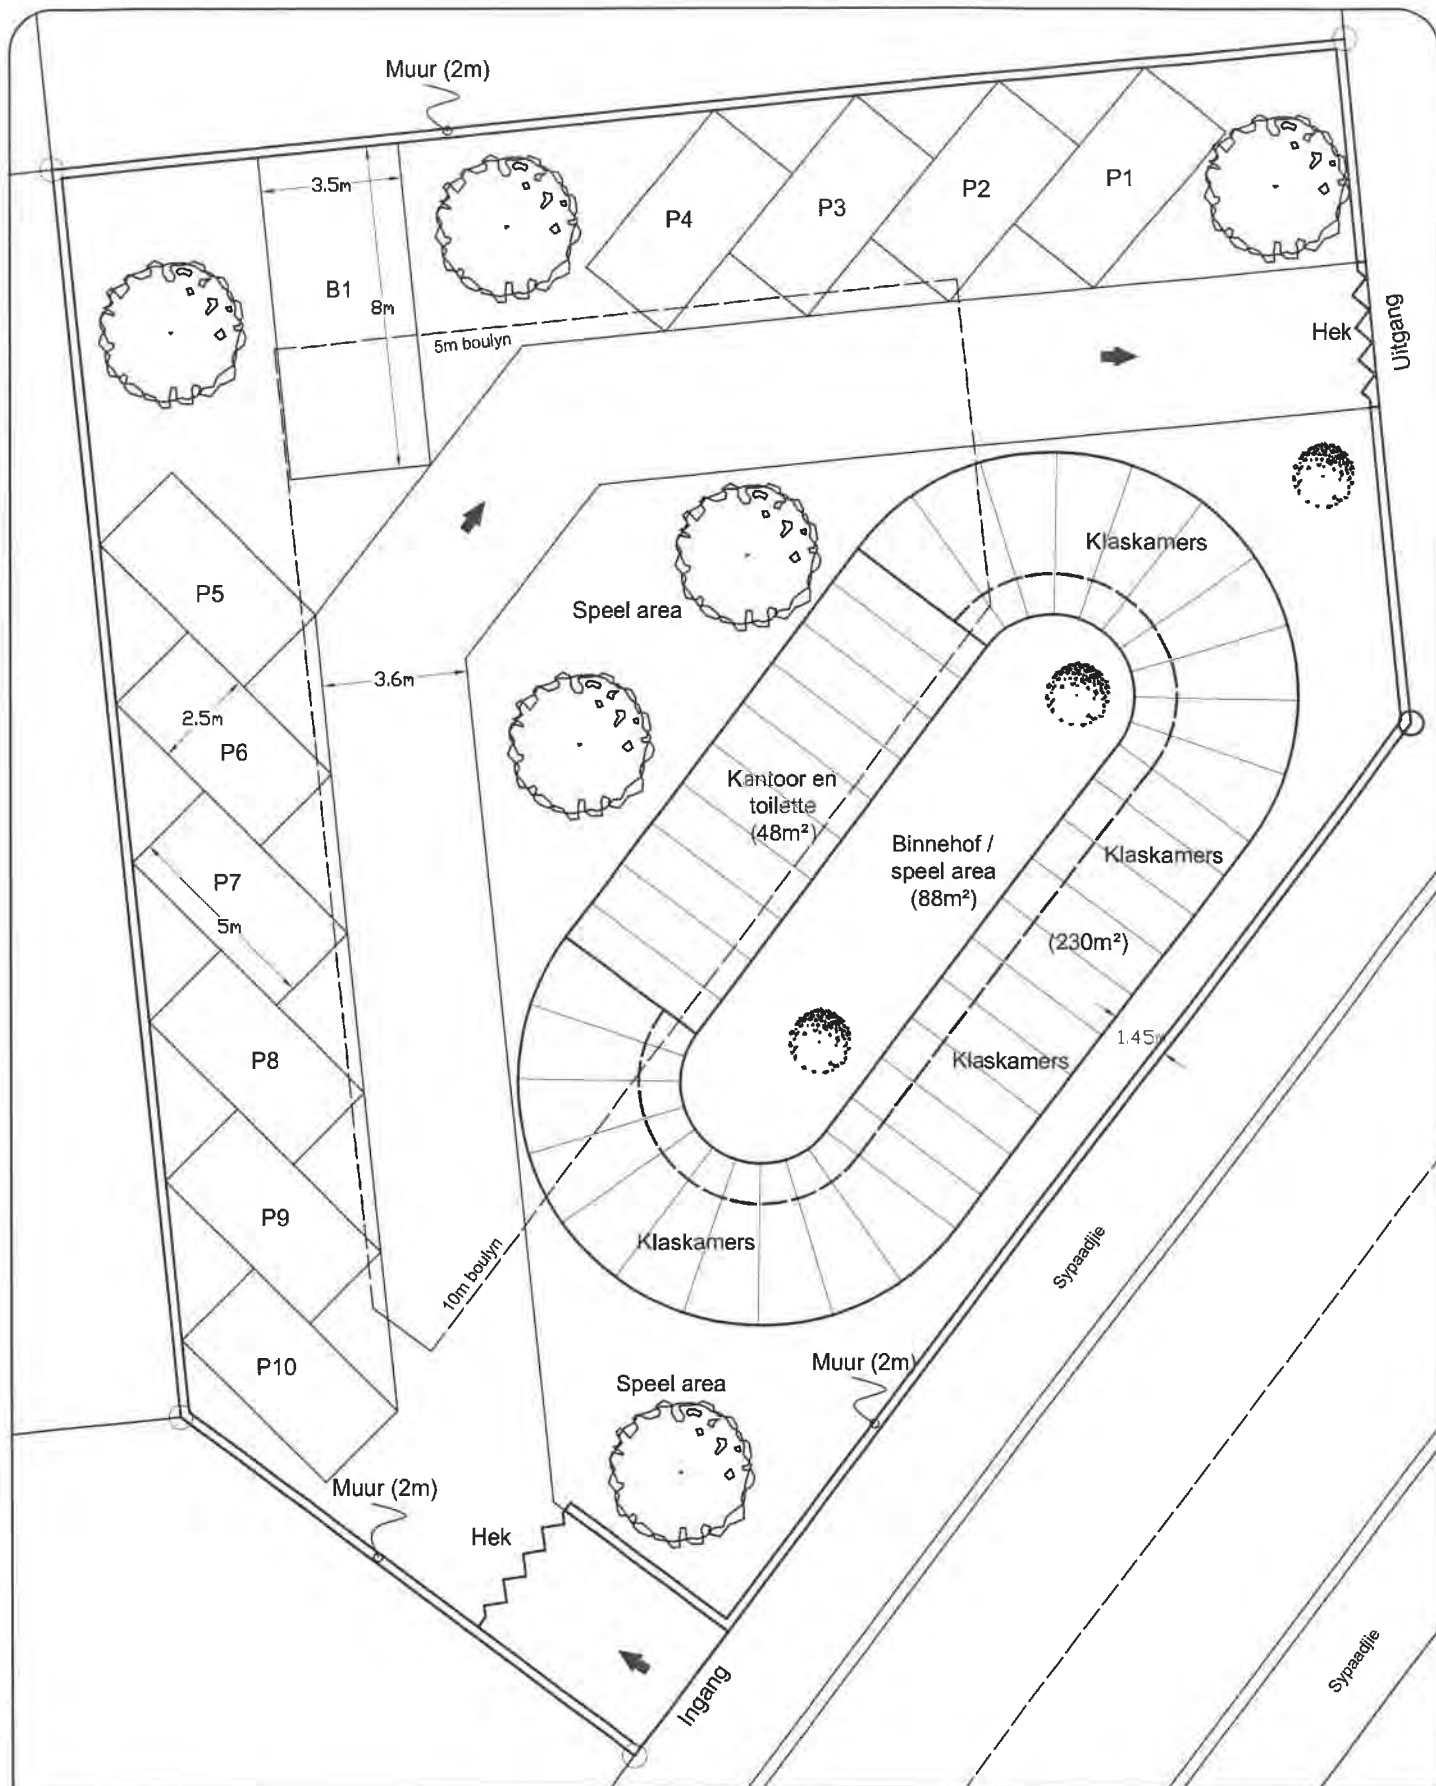 Muur (2m)
3.5m
B1
8m
5m boulyn
P4
P3
P2
P1
Hek
Uitgang
P5
Speel area
Klaskamers
3.6m
2.5m
P6
Kantoor en
toilette
(48m²)
Binnehof /
speel area
(88m²)
Klaskamers
P7
5m
(230m²)
1.45m
P8
Klaskamers
P9
Klaskamers
10m boulyn
Sypaadjie
P10
Speel area
Muur (2m)
Muur (2m)
Hek
Ingang
Sypaadjie